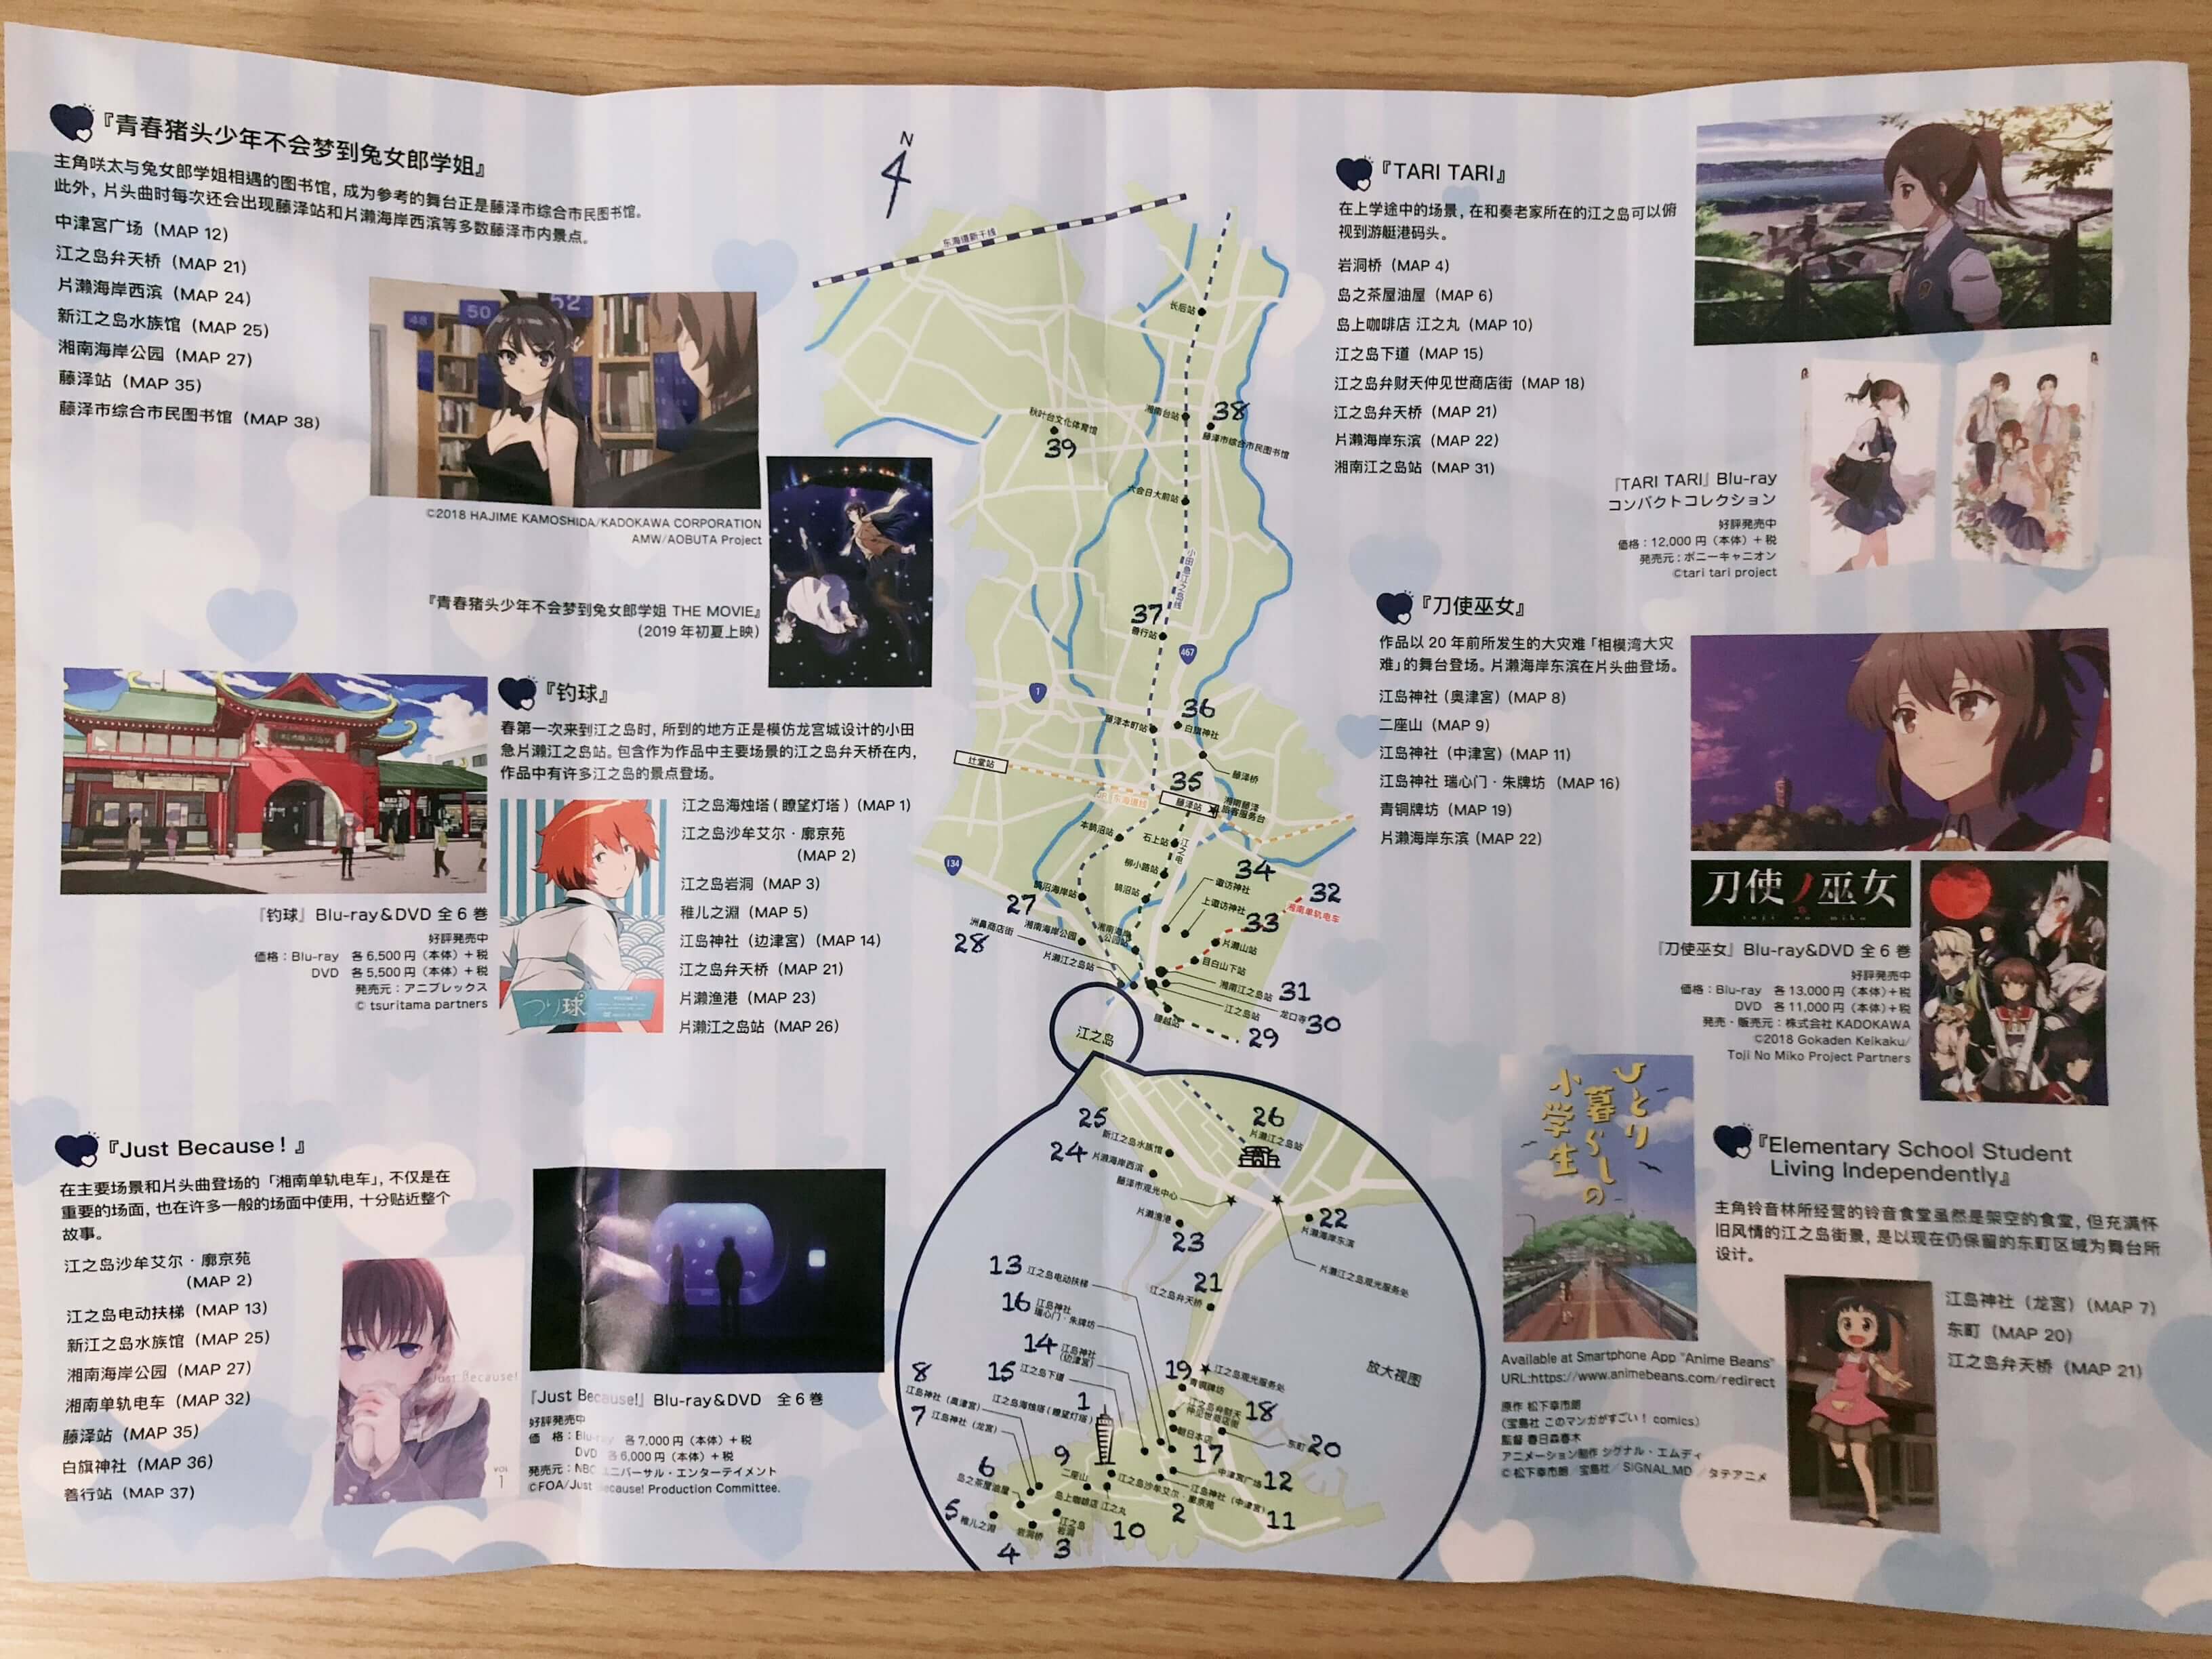 『青春猪头少年不会梦到兔女郎学姐』
主角咲太与兔女郎学姐相遇的图书馆，成为参考的舞台正是藤泽市综合市民图书馆。
此外，片头曲时每次还会出现藤泽站和片濑海岸西滨等多数藤泽市内景点。
中津宫广场（MAP 12）
江之岛弁天桥（MAP 21）
片濑海岸西滨（MAP 24）
新江之岛水族馆（MAP 25）
湘南海岸公园（MAP 27）
藤泽站（MAP 35）
藤泽市综合市民图书馆（MAP 38）
48
50
52
©2018 HAJIME KAMOSHIDA/KADOKAWA CORPORATION
AMW/AOBUTA Project
『青春猪头少年不会梦到兔女郎学姐 THE MOVIE』
（2019 年初夏上映）
『钓球』
春第一次来到江之岛时，所到的地方正是模仿龙宫城设计的小田
急片濑江之岛站。包含作为作品中主要场景的江之岛弁天桥在内，
作品中有许多江之岛的景点登场。
江之岛海烛塔（瞭望灯塔）（MAP 1）
江之岛沙牟艾尔·廓京苑
（MAP 2）
江之岛岩洞（MAP 3）
稚儿之渊（MAP 5）
江岛神社（边津宮）（MAP 14）
江之岛弁天桥（MAP 21）
片濑渔港（MAP 23）
片濑江之岛站（MAP 26）
つり球
『钓球』Blu-ray＆DVD 全 6 巻
好評発売中
価格：Blu-ray 各 6,500 円（本体）＋税
DVD 各 5,500 円（本体）＋税
発売元：アニプレックス
© tsuritama partners
『Just Because！』
在主要场景和片头曲登场的「湘南单轨电车」，不仅是在
重要的场面，也在许多一般的场面中使用，十分贴近整个
故事。
江之岛沙牟艾尔·廓京苑
（MAP 2）
江之岛电动扶梯（MAP 13）
新江之岛水族馆（MAP 25）
湘南海岸公园（MAP 27）
湘南单轨电车（MAP 32）
藤泽站（MAP 35）
白旗神社（MAP 36）
善行站（MAP 37）
Just Because!
VOL
1
『Just Because!』Blu-ray＆DVD 全 6 巻
好評発売中
価 格：Blu-ray 各 7,000 円（本体）＋税
DVD 各 6,000 円（本体）＋税
発売元：NBCユニバーサル・エンターテイメント
©FOA/Just Because! Production Committee.
N
东海道新干线
长后站
湘南台站
38
藤泽市综合市民图书馆
秋叶台文化体育馆
39
六会日大前站
小田急江之岛线
37
善行站
467
1
36
藤泽本町站
白旗神社
辻堂站
藤泽桥
35
东海道线
藤泽站
湘南藤泽
旅客服务台
本鹄沼站
石上站
江之电
134
柳小路站
34
诹访神社
鹄沼站
鹄沼海岸站
32
湘南单轨电车
27
上诹访神社
33
洲鼻商店街
湘南海岸公园
28
湘南海岸
公园站
片濑山站
片濑江之岛站
目白山下站
湘南江之岛站
31
江之岛站
龙口寺
30
腰越站
29
江之岛
25
新江之岛水族馆
26
片濑江之岛站
24
片濑海岸西滨
藤泽市观光中心
片濑渔港
23
22
片濑海岸东滨
13
江之岛电动扶梯
21
江之岛弁天桥
片濑江之岛观光服务处
16
江岛神社
瑞心门·朱牌坊
14
江岛神社
（边津宮）
放大视图
15
江之岛下道
19
江之岛观光服务处
青铜牌坊
8
江岛神社（奥津宮）
江之岛海烛塔（瞭望灯塔）
1
江之岛弁财天
仲见世商店街
18
7
江岛神社（龙宮）
朝日本店
17
东町
20
6
岛之茶屋油屋
9
二座山
中津宮广场
12
岛上咖啡店 江之丸
江之岛沙牟艾尔·廓京苑
2
江岛神社（中津宮）
11
5
稚儿之渊
岩洞桥
4
江之岛
岩洞
3
10
『TARI TARI』
在上学途中的场景，在和奏老家所在的江之岛可以俯
视到游艇港码头。
岩洞桥（MAP 4）
岛之茶屋油屋（MAP 6）
岛上咖啡店 江之丸（MAP 10）
江之岛下道（MAP 15）
江之岛弁财天仲见世商店街（MAP 18）
江之岛弁天桥（MAP 21）
片濑海岸东滨（MAP 22）
湘南江之岛站（MAP 31）
『TARI TARI』Blu-ray
コンパクトコレクション
好評発売中
価格：12,000 円（本体）＋税
発売元：ポニーキャニオン
©tari tari project
『刀使巫女』
作品以 20 年前所发生的大灾难「相模湾大灾
难」的舞台登场。片濑海岸东滨在片头曲登场。
江岛神社（奥津宮）（MAP 8）
二座山（MAP 9）
江岛神社（中津宮）（MAP 11）
江岛神社 瑞心门·朱牌坊 （MAP 16）
青铜牌坊（MAP 19）
片濑海岸东滨（MAP 22）
刀使ノ巫女
toji no miko
『刀使巫女』Blu-ray&DVD 全 6 巻
好評発売中
価格：Blu-ray 各 13,000 円（本体）＋税
DVD 各 11,000 円（本体）＋税
発売・販売元：株式会社 KADOKAWA
©2018 Gokaden Keikaku/
Toji No Miko Project Partners
ひとり
暮らしの
小学生
『Elementary School Student
Living Independently』
主角铃音林所经营的铃音食堂虽然是架空的食堂，但充满怀
旧风情的江之岛街景，是以现在仍保留的东町区域为舞台所
设计。
江岛神社（龙宮）（MAP 7）
东町（MAP 20）
江之岛弁天桥（MAP 21）
Available at Smartphone App "Anime Beans"
URL:https://www.animebeans.com/redirect
原作 松下幸市朗
（宝島社 このマンガがすごい！ comics）
監督 春日森春木
アニメーション制作 シグナル・エムディ
© 松下幸市朗／宝島社／ SIGNAL.MD ／タテアニメ